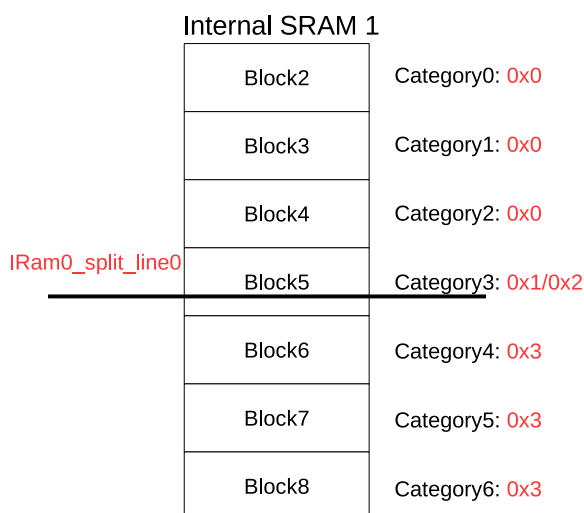 Internal SRAM 1
Block2 Category0: 0x0
Block3 Category1: 0x0
Block4 Category2: 0x0
IRam0_split_line0
Block5 Category3: 0x1/0x2
Block6 Category4: 0x3
Block7 Category5: 0x3
Block8 Category6: 0x3